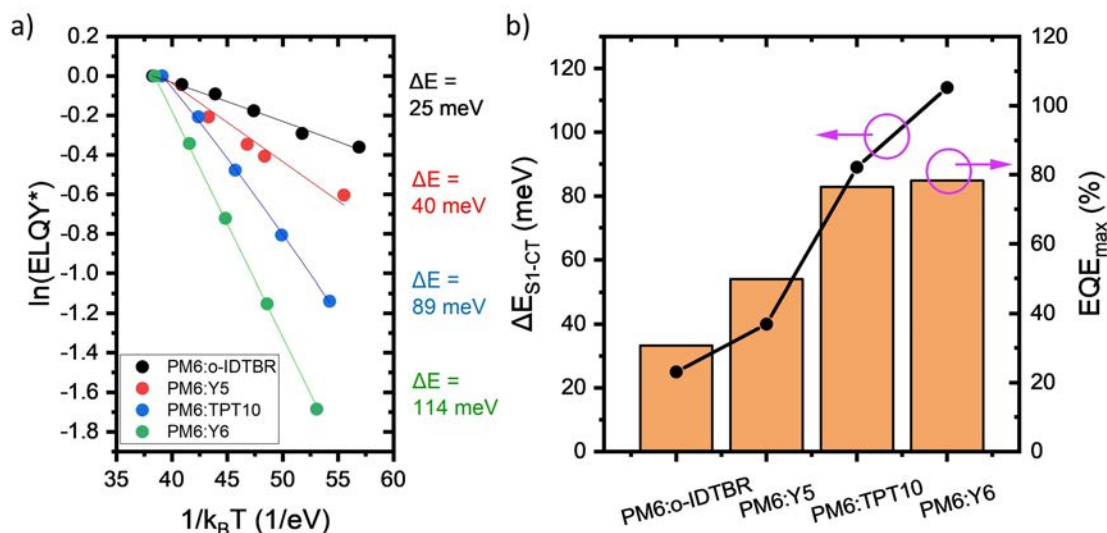 a)
ln(ELQY*)
0.2
0.0
-0.2
-0.4
-0.6
-0.8
-1.0
-1.2
-1.4
-1.6
-1.8
PM6:o-IDTBR
PM6:Y5
PM6:TPT10
PM6:Y6
35 40 45 50 55 60
1/kBT (1/eV)
ΔE =
25 meV
ΔE =
40 meV
ΔE =
89 meV
ΔE =
114 meV
b)
ΔES1-CT (meV)
120
100
80
60
40
20
0
PM6:o-IDTBR PM6:Y5 PM6:TPT10 PM6:Y6
120
100
80
60
40
20
0
EQEmax (%)